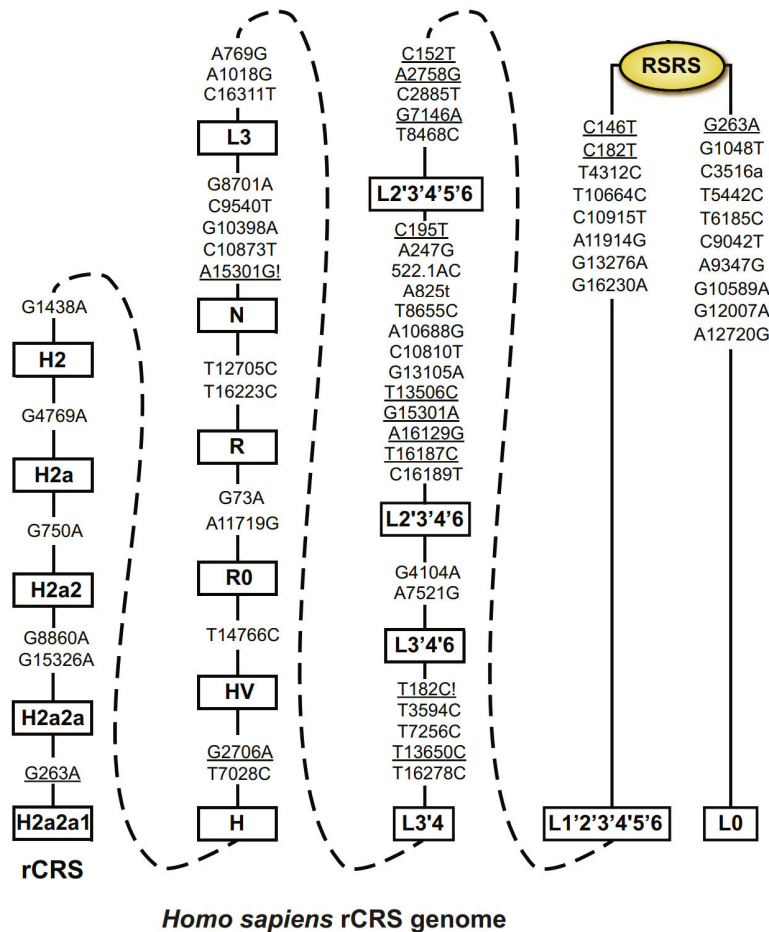 G1438A
H2
G4769A
H2a
G750A
H2a2
G8860A
G15326A
H2a2a
G263A
H2a2a1
rCRS
A769G
A1018G
C16311T
L3
G8701A
C9540T
G10398A
C10873T
A15301G!
N
T12705C
T16223C
R
G73A
A11719G
R0
T14766C
HV
G2706A
T7028C
H
C152T
A2758G
C2885T
G7146A
T8468C
L2'3'4'5'6
C195T
A247G
522.1AC
A825t
T8655C
A10688G
C10810T
G13105A
T13506C
G15301A
A16129G
T16187C
C16189T
L2'3'4'6
G4104A
A7521G
L3’4'6
T182C!
T3594C
T7256C
T13650C
T16278C
L3'4
RSRS
C146T
C182T
T4312C
T10664C
C10915T
A11914G
G13276A
G16230A
L1’2’3’4'5’6
G263A
G1048T
C3516a
T5442C
T6185C
C9042T
A9347G
G10589A
G12007A
A12720G
L0
Homo sapiens rCRS genome